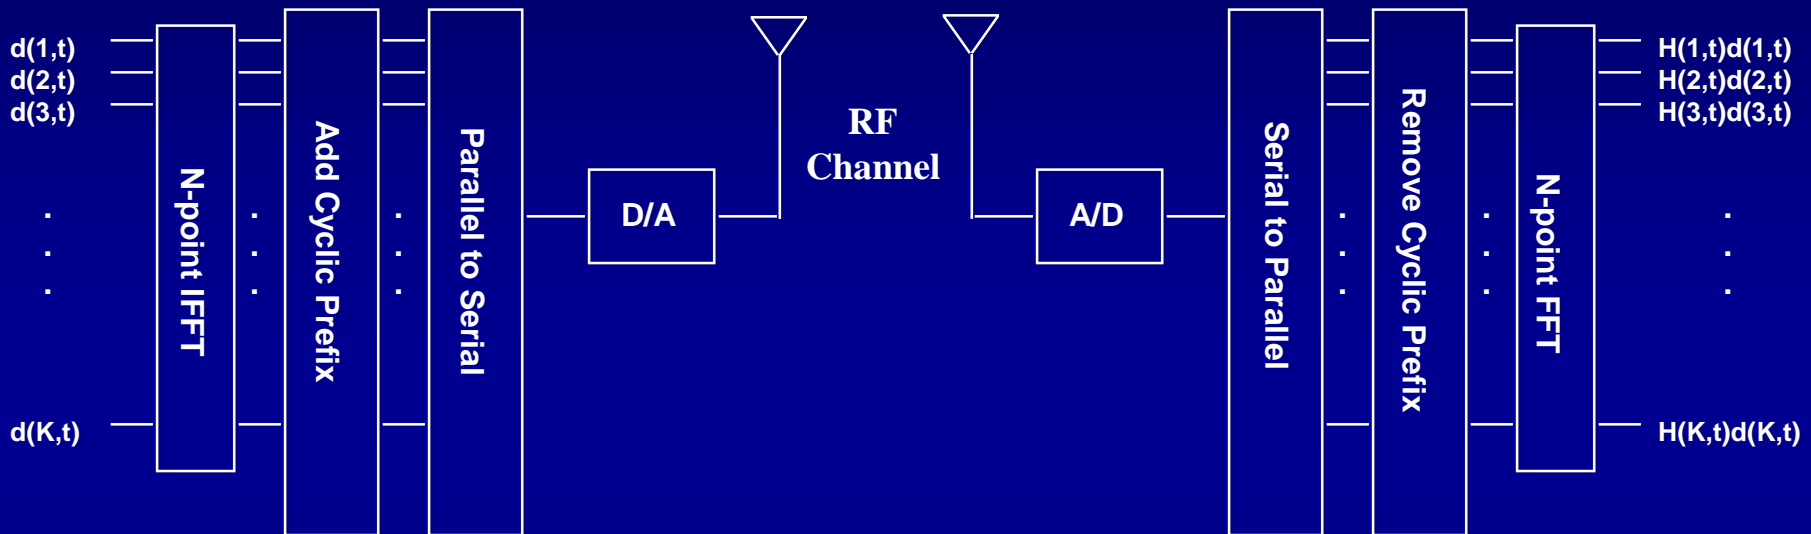 d(1,t)
d(2,t)
d(3,t)
.
.
.
d(K,t)
N-point IFFT
.
.
.
Add Cyclic Prefix
.
.
.
Parallel to Serial
D/A
RF
Channel
A/D
Serial to Parallel
.
.
.
Remove Cyclic Prefix
.
.
.
N-point FFT
H(1,t)d(1,t)
H(2,t)d(2,t)
H(3,t)d(3,t)
.
.
.
H(K,t)d(K,t)